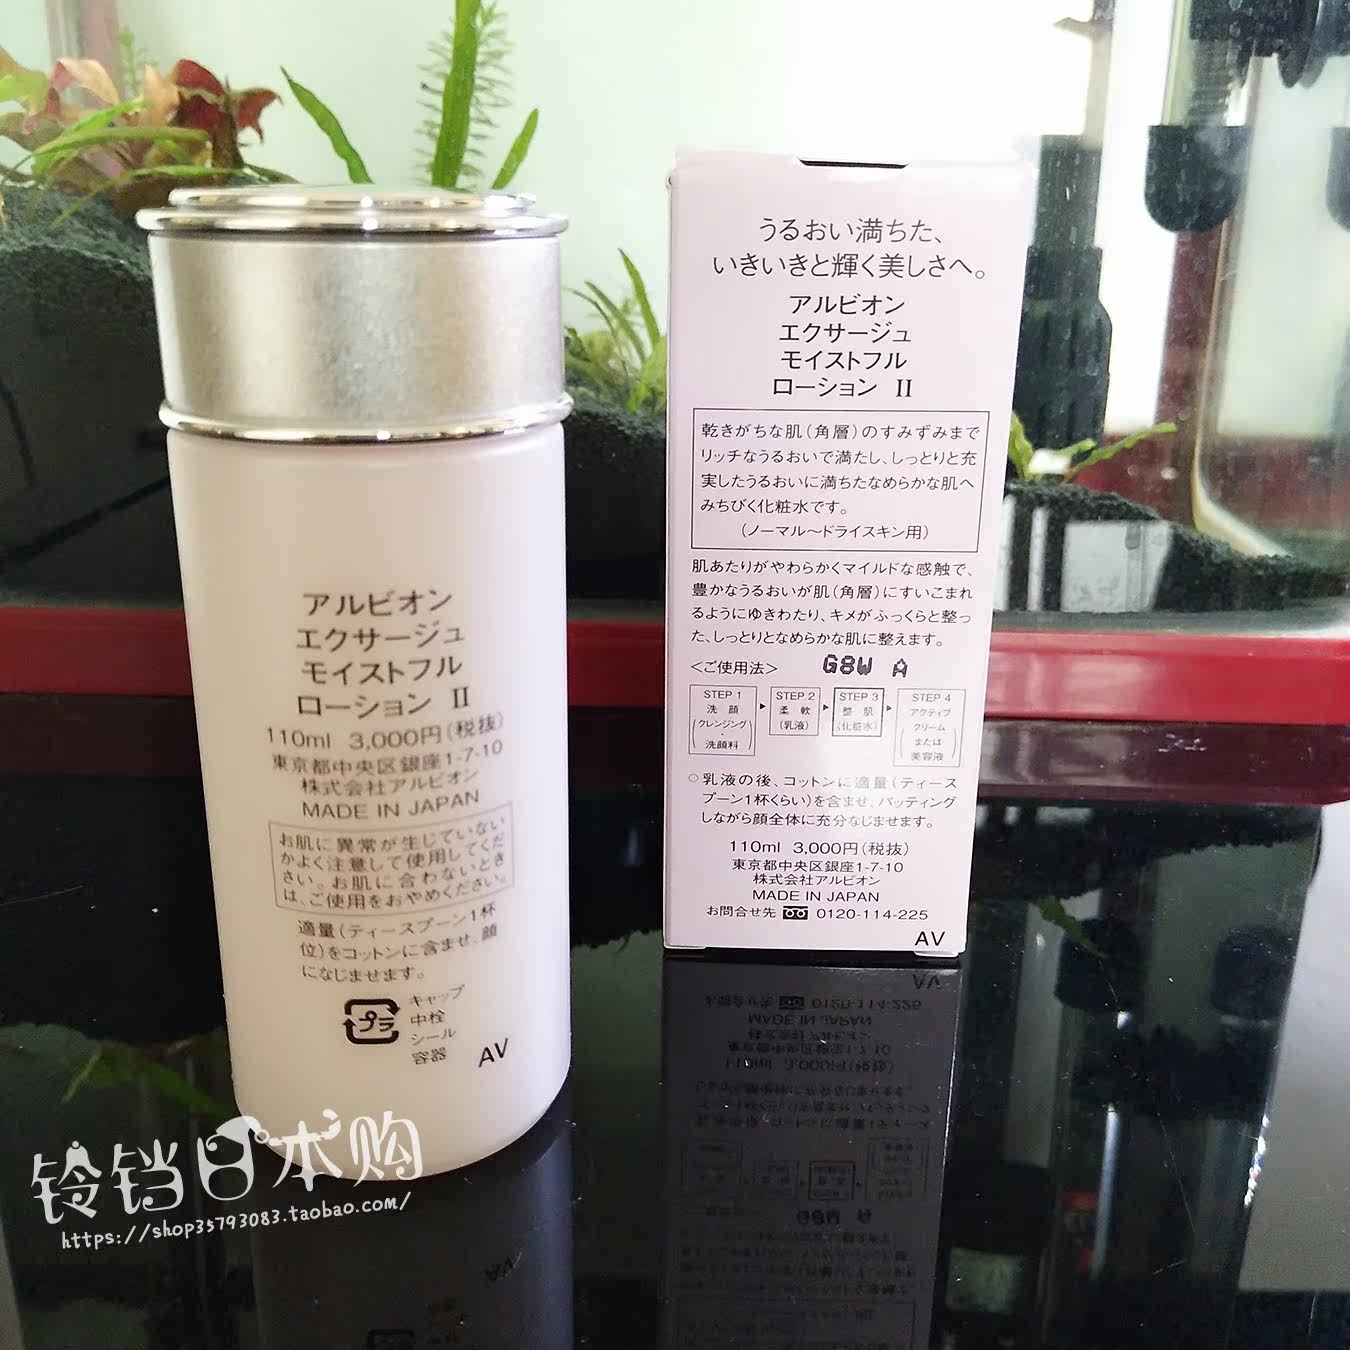 アルビオン
エクサージュ
モイストフル
ローション II
110ml 3,000円(税抜)
東京都中央区銀座1-7-10
株式会社アルビオン
MADE IN JAPAN
お肌に異常が生じていない
かよく注意して使用してくだ
さい。お肌に合わないとき
は、ご使用をおやめください。
適量(ティースプーン1杯
位)をコットンに含ませ、顔
になじませます。
プラ
キャップ
中栓
シール
容器
AV
うるおい満ちた、
いきいきと輝く美しさへ。
アルビオン
エクサージュ
モイストフル
ローション II
乾きがちな肌(角層)のすみずみまで
リッチなうるおいで満たし、しっとりと充
実したうるおいに満ちたなめらかな肌へ
みちびく化粧水です。
(ノーマル〜ドライスキン用)
肌あたりがやわらかくマイルドな感触で、
豊かなうるおいが肌(角層)にすいこまれ
るようにゆきわたり、キメがふっくらと整っ
た、しっとりとなめらかな肌に整えます。
<ご使用法> G8W A
STEP 1
洗顔
(クレンジング
・
洗顔料)
STEP 2
柔軟
(乳液)
STEP 3
整肌
(化粧水)
STEP 4
(アクティブ
クリーム
または
美容液)
○乳液の後、コットンに適量(ティース
プーン1杯くらい)を含ませ、パッティング
しながら顔全体に充分なじませます。
110ml 3,000円(税抜)
東京都中央区銀座1-7-10
株式会社アルビオン
MADE IN JAPAN
お問合せ先 0120-114-225
AV
铃铛日本购
https://shop35793083.taobao.com/